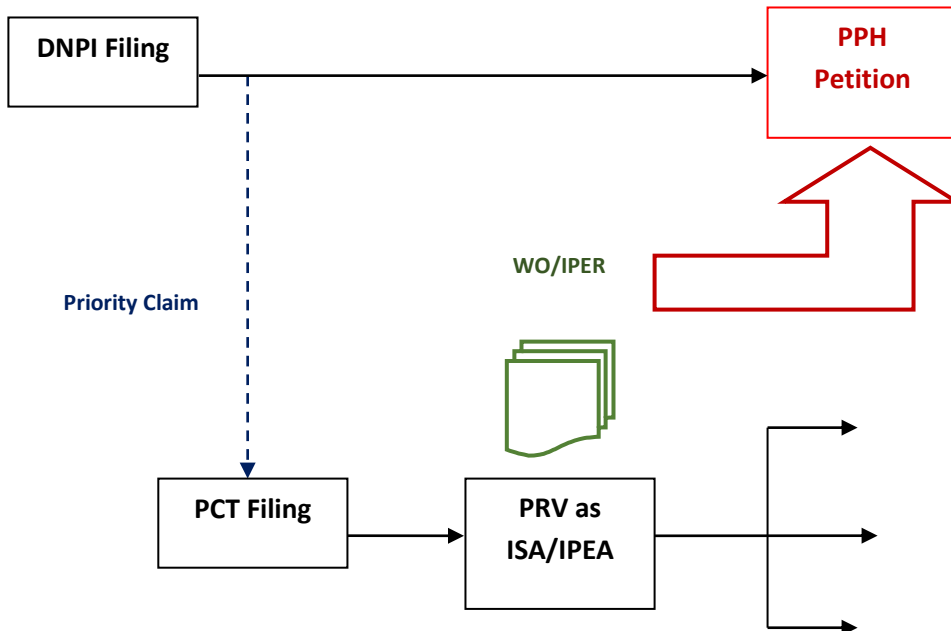 DNPI Filing
PPH
Petition
WO/IPER
Priority Claim
PCT Filing
PRV as
ISA/IPEA